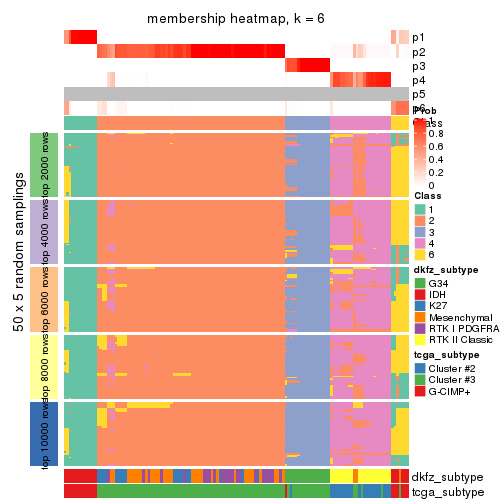 membership heatmap, k = 6
p1
p2
p3
p4
p5
p6
Class
50 x 5 random samplings
top 2000 rows
top 4000 rows
top 6000 rows
top 8000 rows
top 10000 rows
Prob
1
0.8
0.6
0.4
0.2
0
Class
1
2
3
4
6
dkfz_subtype
G34
IDH
K27
Mesenchymal
RTK I PDGFRA
RTK II Classic
tcga_subtype
Cluster #2
Cluster #3
G-CIMP+
dkfz_subtype
tcga_subtype